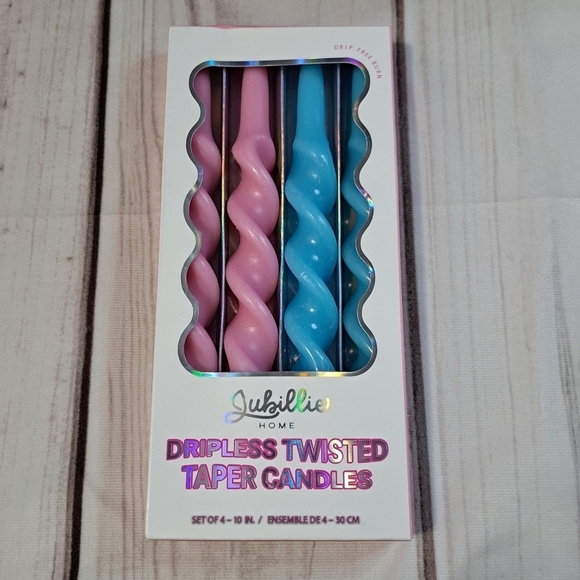 DRIP FREE BURN
Jubillie
HOME
DRIPLESS TWISTED
TAPER CANDLES
SET OF 4 – 10 IN. / ENSEMBLE DE 4 – 30 CM